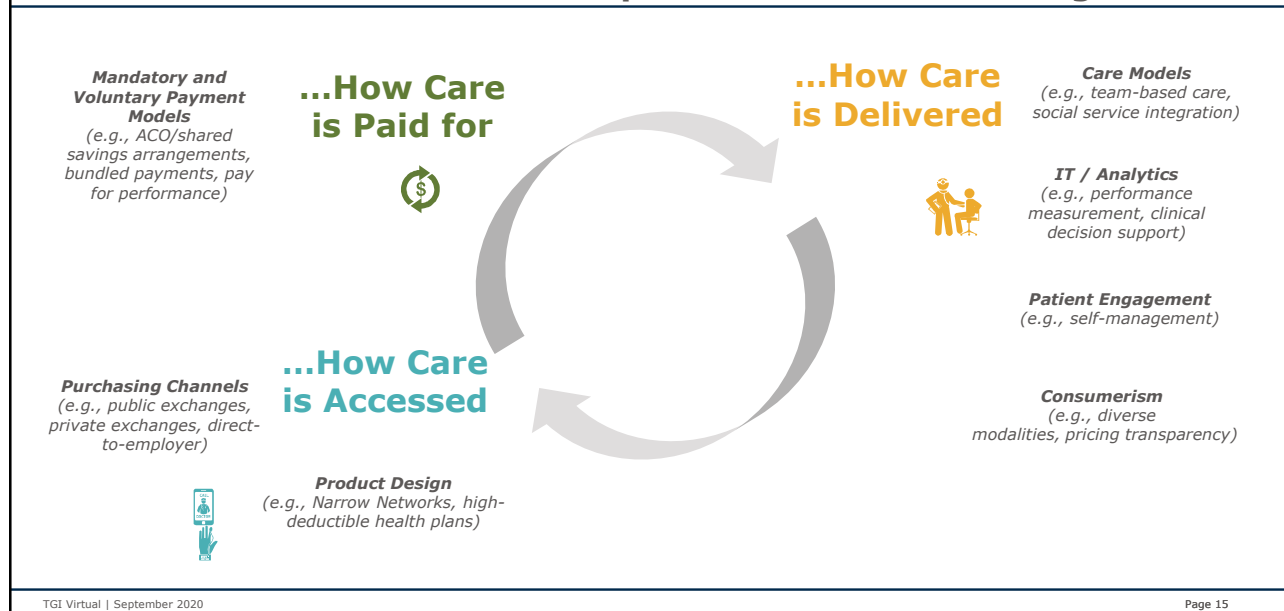 ...How Care
is Paid for
Mandatory and
Voluntary Payment
Models
(e.g., ACO/shared
savings arrangements,
bundled payments, pay
for performance)
$
...How Care
is Delivered
Care Models
(e.g., team-based care,
social service integration)
IT / Analytics
(e.g., performance
measurement, clinical
decision support)
Patient Engagement
(e.g., self-management)
Consumerism
(e.g., diverse
modalities, pricing transparency)
...How Care
is Accessed
Purchasing Channels
(e.g., public exchanges,
private exchanges, direct-
to-employer)
Product Design
(e.g., Narrow Networks, high-
deductible health plans)
TGI Virtual | September 2020
Page 15